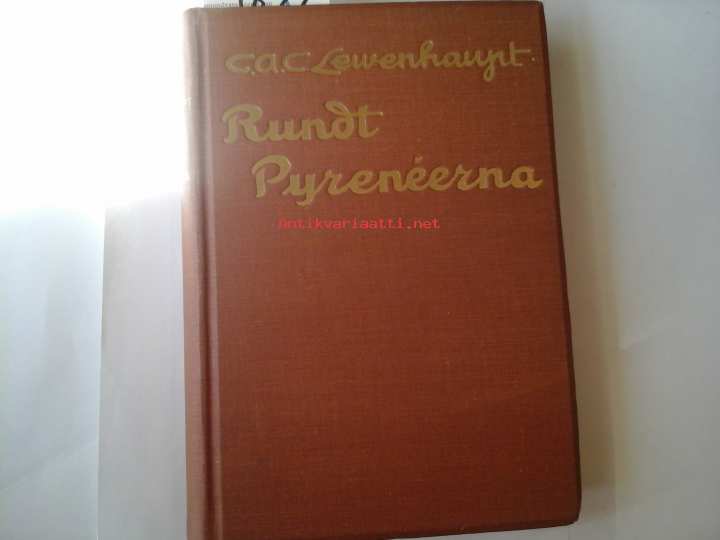 C.A.C Lewenhaupt
Rundt
Pyrenéerna
Antikvariaatti.net